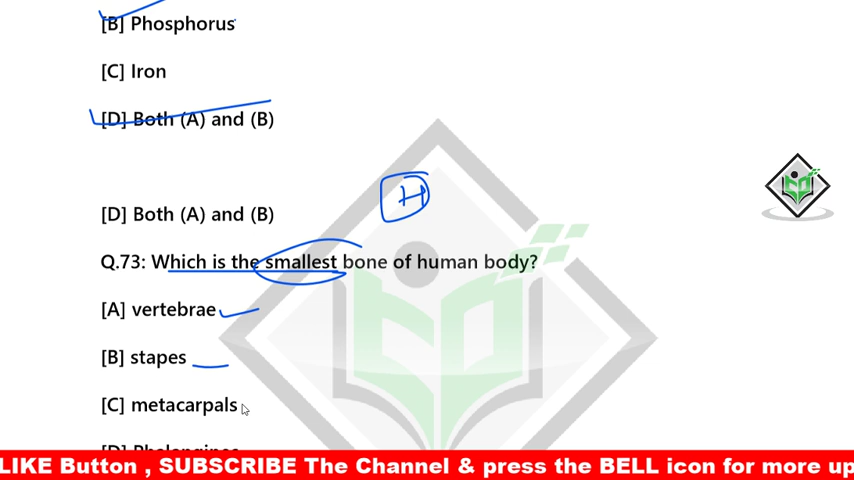 [B] Phosphorus
[C] Iron
[D] Both (A) and (B)
H
[D] Both (A) and (B)
Q.73: Which is the smallest bone of human body?
[A] vertebrae
[B] stapes
[C] metacarpals
LIKE Button , SUBSCRIBE The Channel & press the BELL icon for more up